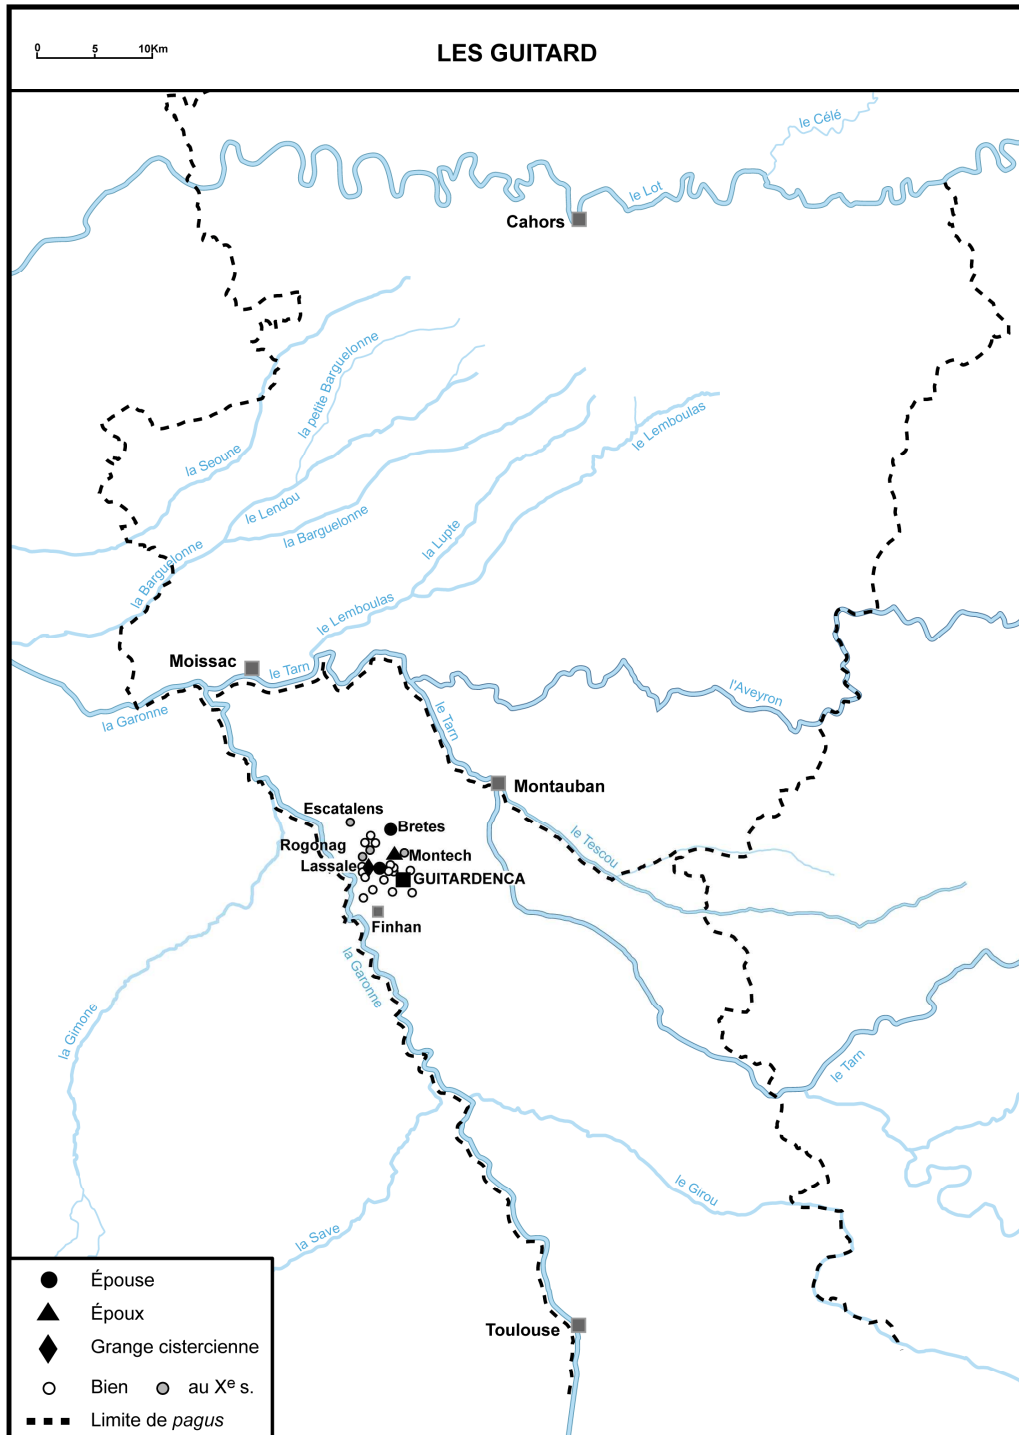 0 5 10Km
LES GUITARD
le Célé
le Lot
Cahors
la petite Barguelonne
la Seoune
le Lemboulas
le Lendou
la Barguelonne
la Lupte
la Barguelonne
le Lemboulas
Moissac
le Tarn
l'Aveyron
la Garonne
le Tarn
Montauban
Escatalens
Bretes
le Tescou
Rogonag
Montech
Lassale
GUITARDENCA
Finhan
la Garonne
la Gimone
le Tarn
le Girou
la Save
Toulouse
Épouse
Époux
Grange cistercienne
Bien au Xe s.
Limite de pagus